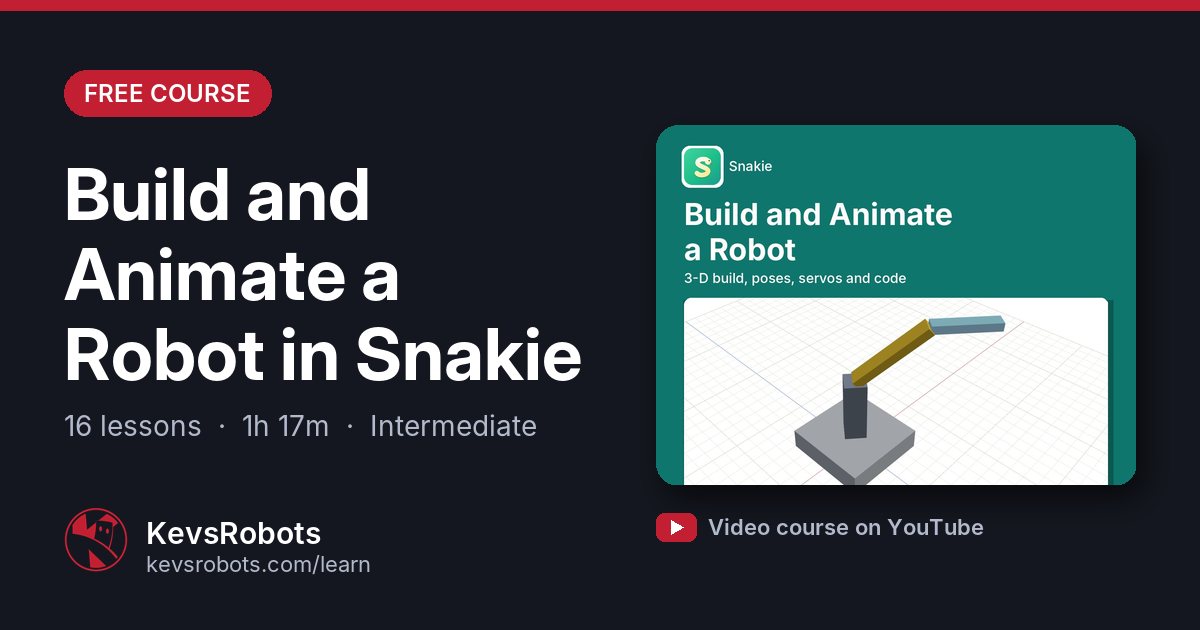 FREE COURSE
Build and
Animate a
Robot in Snakie
16 lessons · 1h 17m · Intermediate
KevsRobots
kevsrobots.com/learn
S
Snakie
Build and Animate
a Robot
3-D build, poses, servos and code
Video course on YouTube